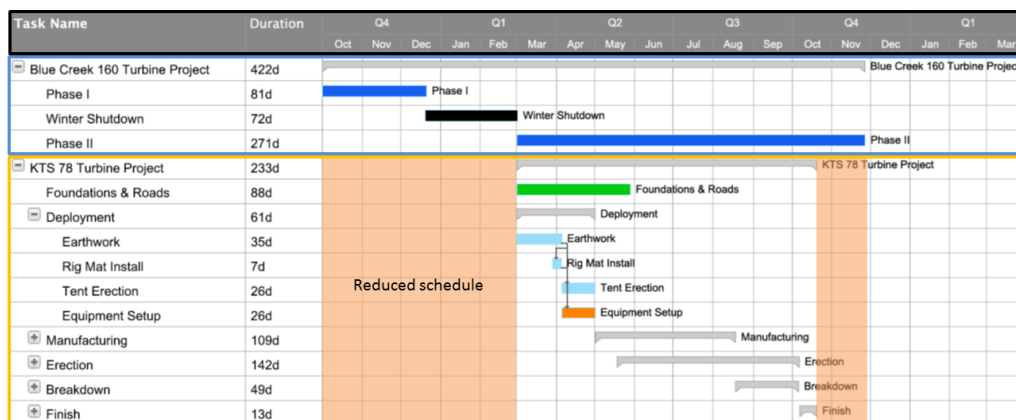 Task Name Duration Q4 Q1 Q2 Q3 Q4 Q1
Oct Nov Dec Jan Feb Mar Apr May Jun Jul Aug Sep Oct Nov Dec Jan Feb Mar
Blue Creek 160 Turbine Project 422d Blue Creek 160 Turbine Projec
Phase I 81d Phase I
Winter Shutdown 72d Winter Shutdown
Phase II 271d Phase II
KTS 78 Turbine Project 233d KTS 78 Turbine Project
Foundations & Roads 88d Foundations & Roads
Deployment 61d Deployment
Earthwork 35d Earthwork
Rig Mat Install 7d Rig Mat Install
Tent Erection 26d Reduced schedule Tent Erection
Equipment Setup 26d Equipment Setup
Manufacturing 109d Manufacturing
Erection 142d Erection
Breakdown 49d Breakdown
Finish 13d Finish